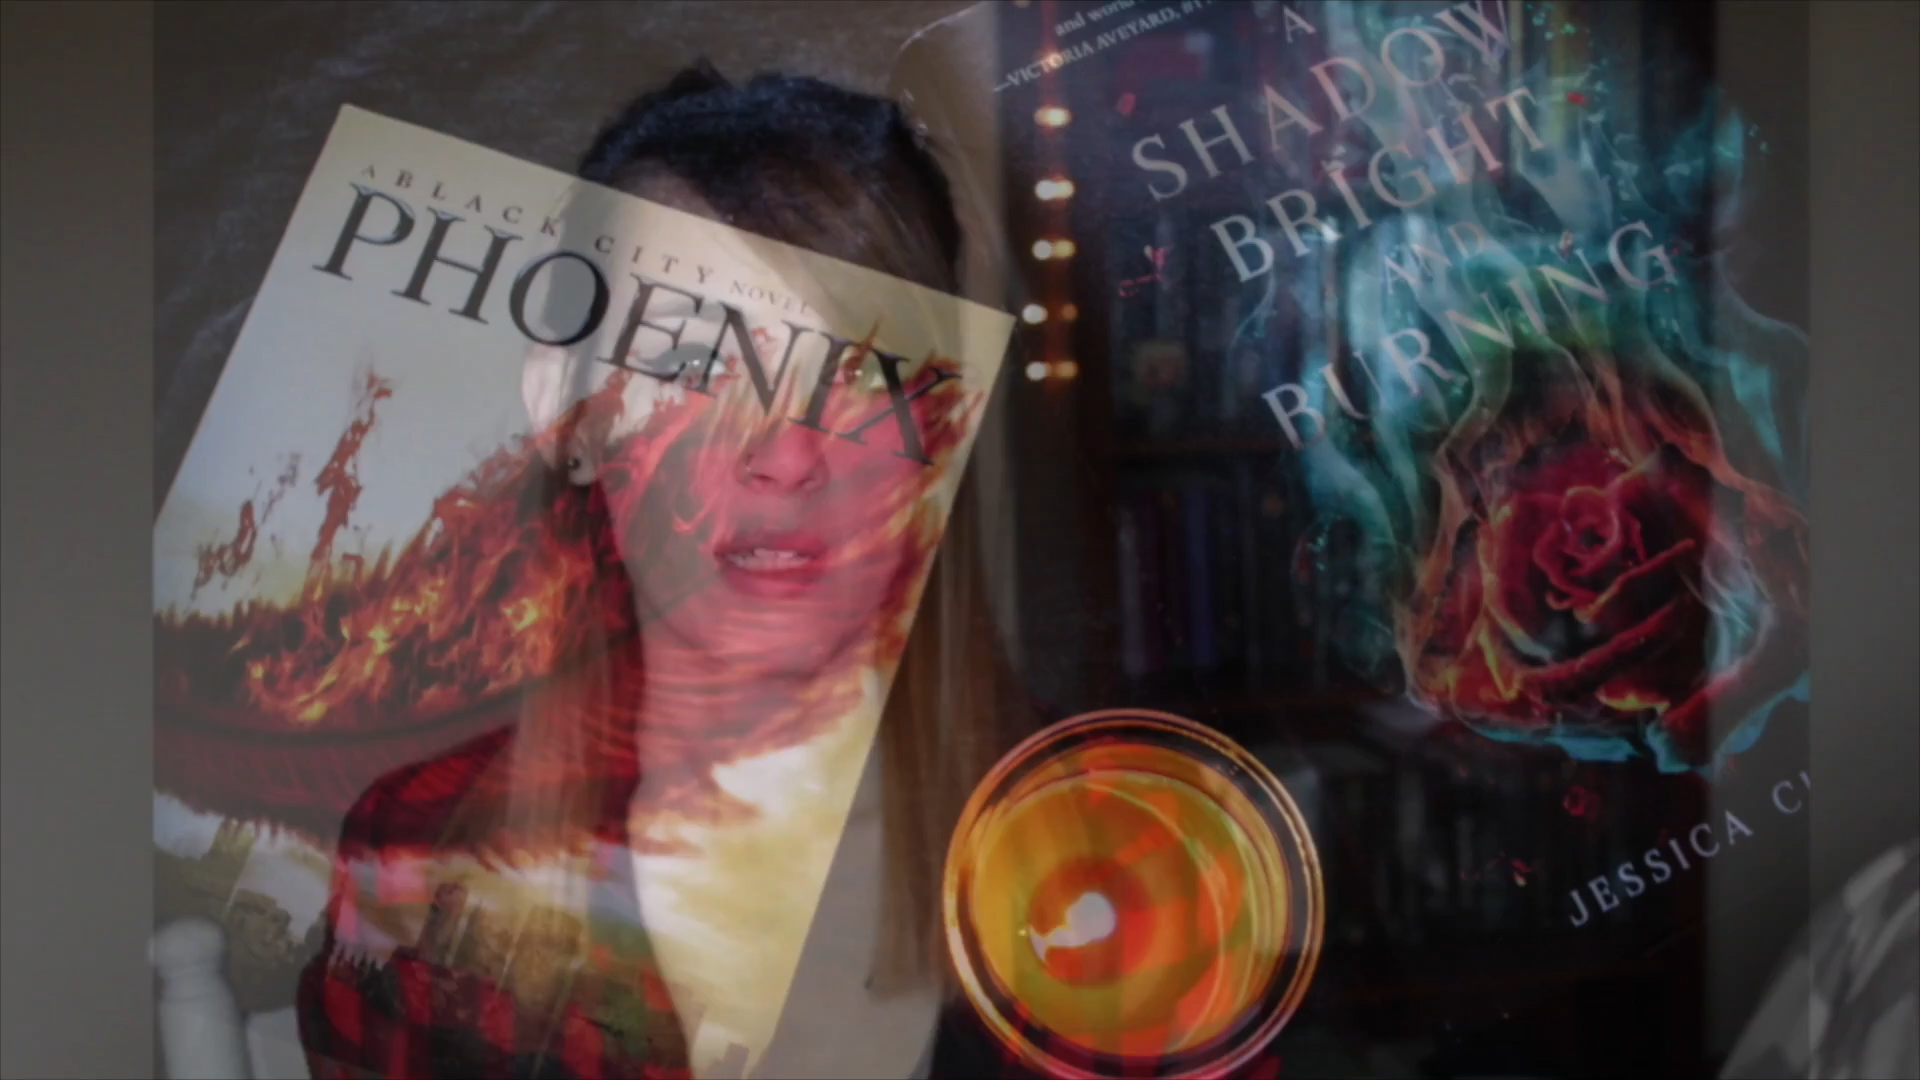 A BLACK CITY NOVEL
PHOENIX
and world
—VICTORIA AVEYARD, #1
A
SHADOW
BRIGHT
AND
BURNING
JESSICA